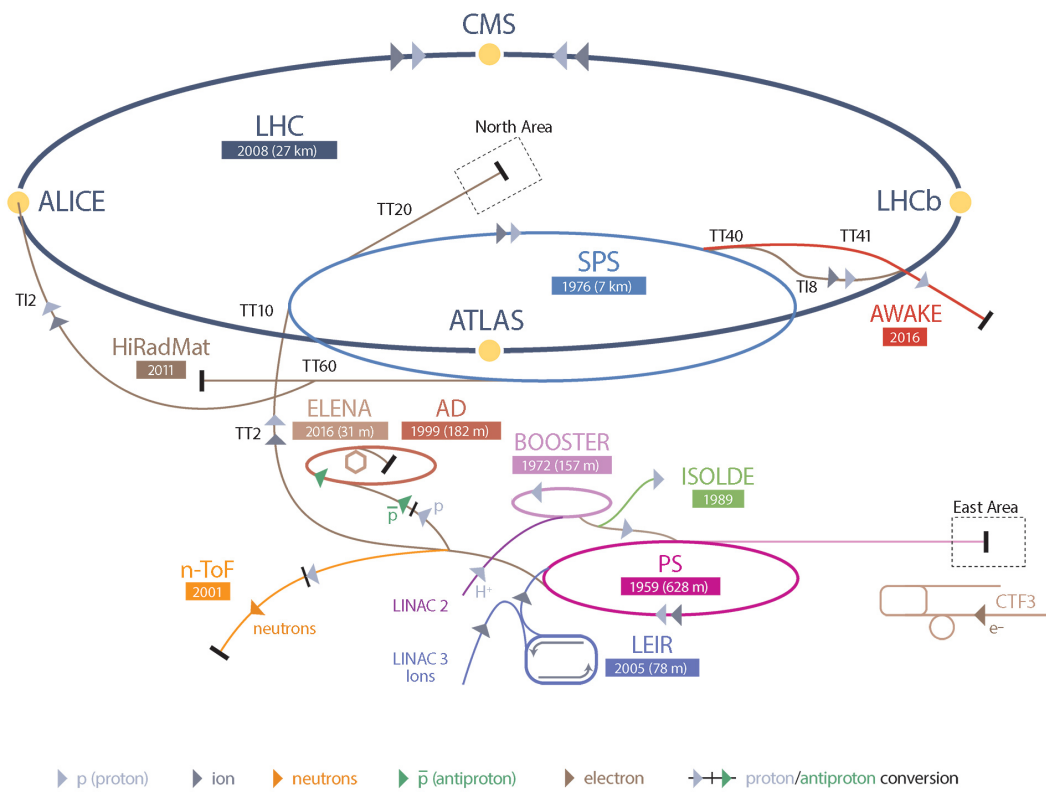 CMS
LHC
2008 (27 km)
North Area
ALICE
LHCb
TT20
TT40
TT41
SPS
1976 (7 km)
TI8
TI2
TT10
ATLAS
AWAKE
2016
HiRadMat
2011
TT60
ELENA
2016 (31 m)
AD
1999 (182 m)
TT2
BOOSTER
1972 (157 m)
ISOLDE
1989
p
p̅
East Area
n-ToF
2001
PS
1959 (628 m)
H⁺
LINAC 2
neutrons
CTF3
e–
LINAC 3
Ions
LEIR
2005 (78 m)
p (proton)
ion
neutrons
p̅ (antiproton)
electron
proton/antiproton conversion